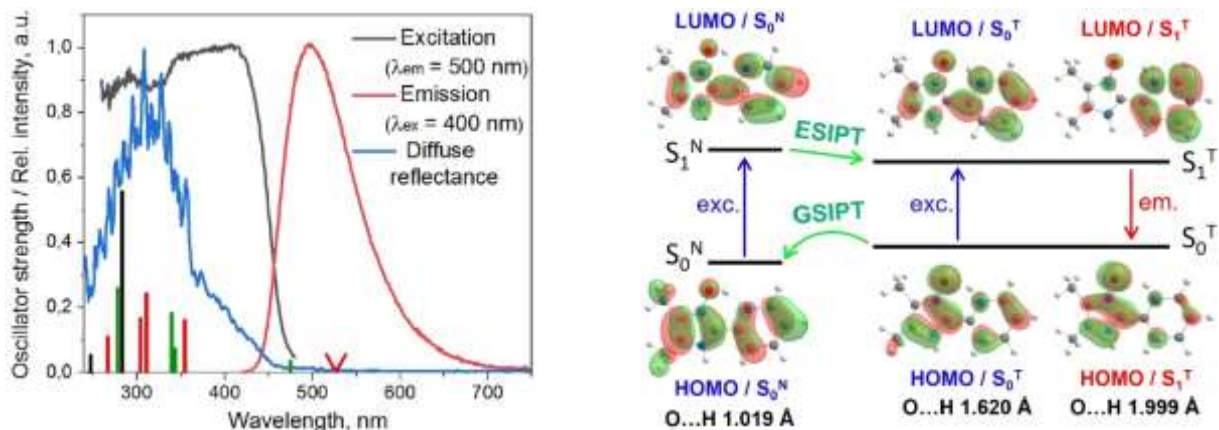 Oscillator strength / Rel. intensity, a.u.
1.0
0,8
0,6
0,4
0,2
0,0
300 400 500 600 700
Wavelength, nm
Excitation
(λem = 500 nm)
Emission
(λex = 400 nm)
Diffuse
reflectance
LUMO / S₀ᴺ LUMO / S₀ᵀ LUMO / S₁ᵀ
S₁ᴺ ESIPT S₁ᵀ
exc. exc. em.
S₀ᴺ GSIPT S₀ᵀ
HOMO / S₀ᴺ HOMO / S₀ᵀ HOMO / S₁ᵀ
O...H 1.019 Å O...H 1.620 Å O...H 1.999 Å